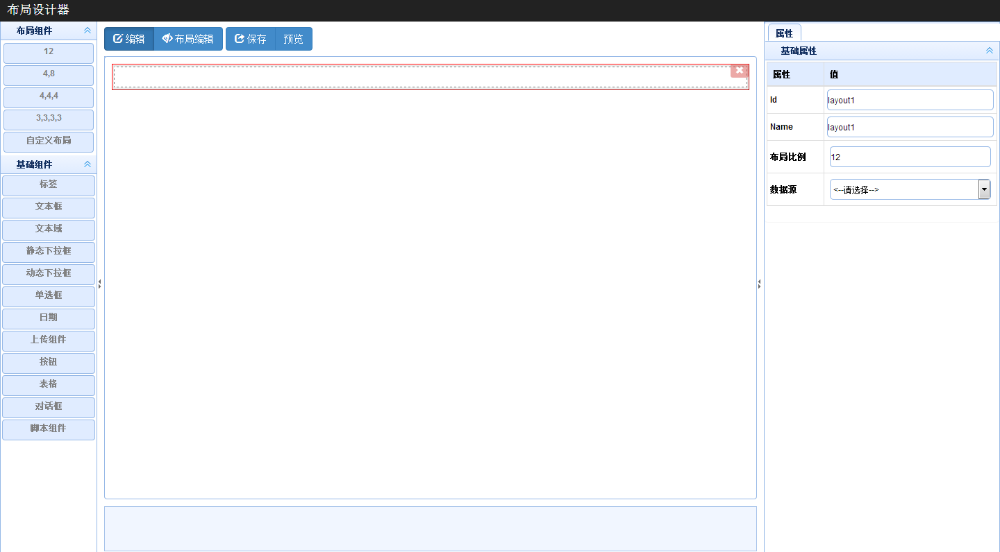 布局设计器
布局组件
12
4,8
4,4,4
3,3,3,3
自定义布局
基础组件
标签
文本框
文本域
静态下拉框
动态下拉框
单选框
日期
上传组件
按钮
表格
对话框
脚本组件
编辑 布局编辑 保存 预览
属性
基础属性
属性 值
Id layout1
Name layout1
布局比例 12
数据源 <--请选择-->